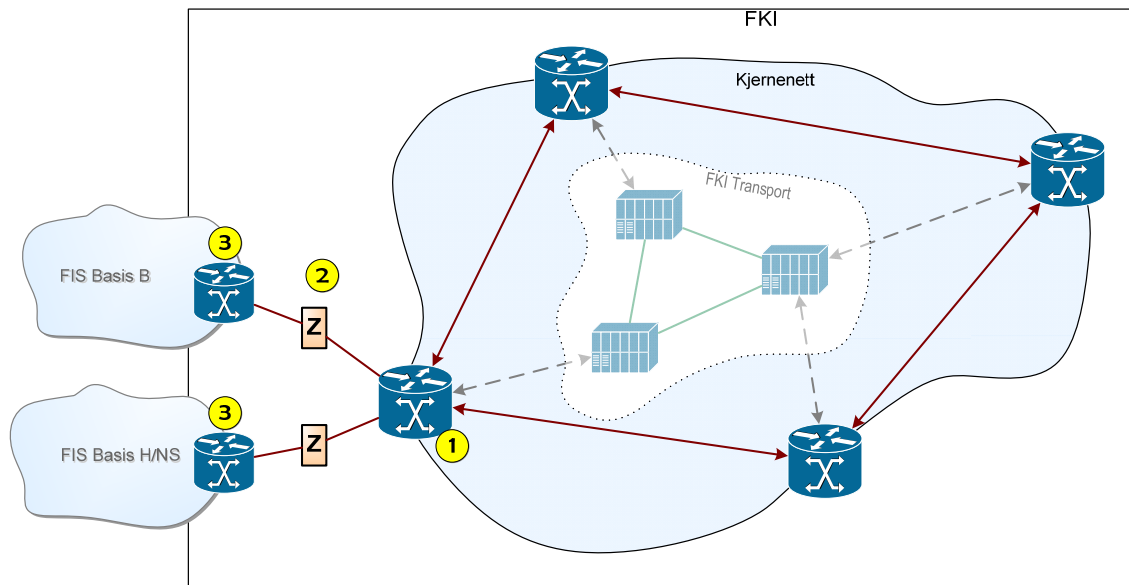 FKI
Kjernenett
FKI Transport
3
FIS Basis B
2
Z
3
FIS Basis H/NS
Z
1